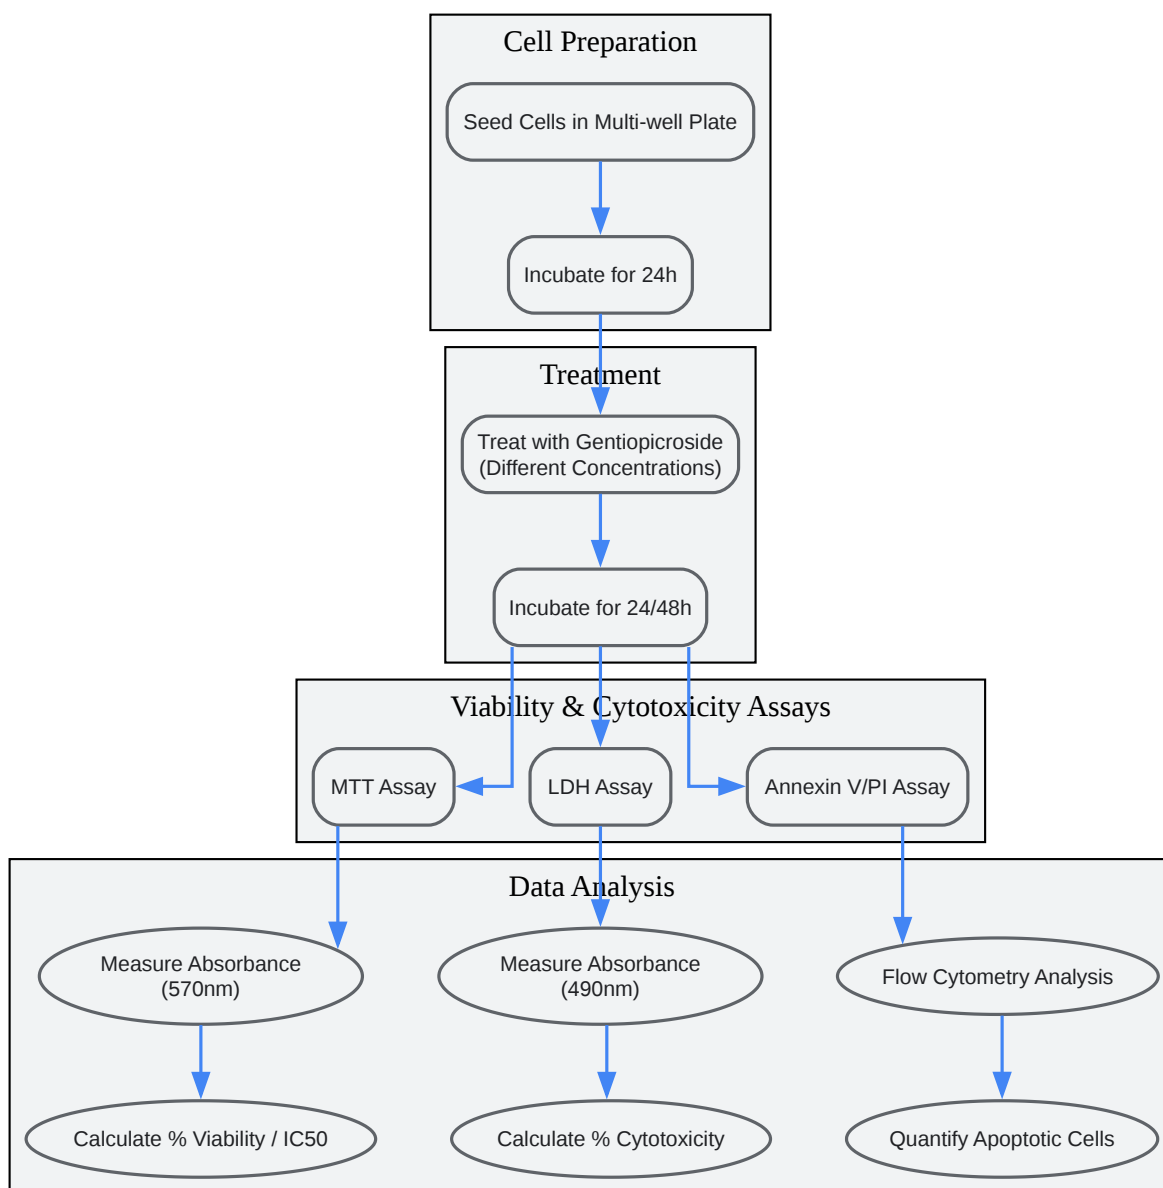 Cell Preparation
Seed Cells in Multi-well Plate
Incubate for 24h
Treatment
Treat with Gentiopicroside
(Different Concentrations)
Incubate for 24/48h
Viability & Cytotoxicity Assays
MTT Assay
LDH Assay
Annexin V/PI Assay
Data Analysis
Measure Absorbance
(570nm)
Measure Absorbance
(490nm)
Flow Cytometry Analysis
Calculate % Viability / IC50
Calculate % Cytotoxicity
Quantify Apoptotic Cells